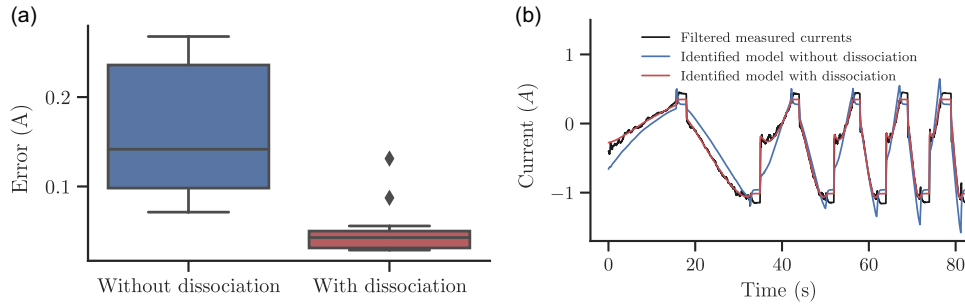 (a)
Error (A)
0.2
0.1
Without dissociation
With dissociation
(b)
Filtered measured currents
Identified model without dissociation
Identified model with dissociation
Current (A)
1
0
−1
0
20
40
60
80
Time (s)